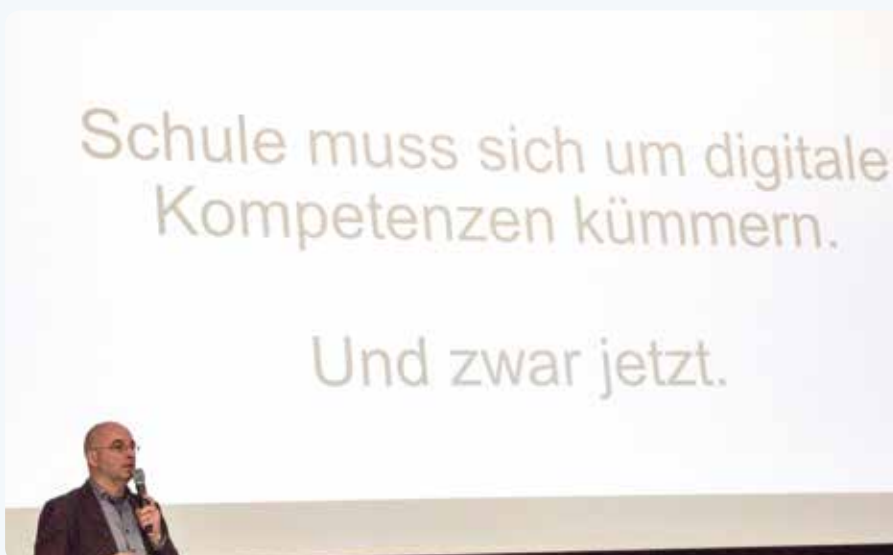 Schule muss sich um digitale
Kompetenzen kümmern.
Und zwar jetzt.